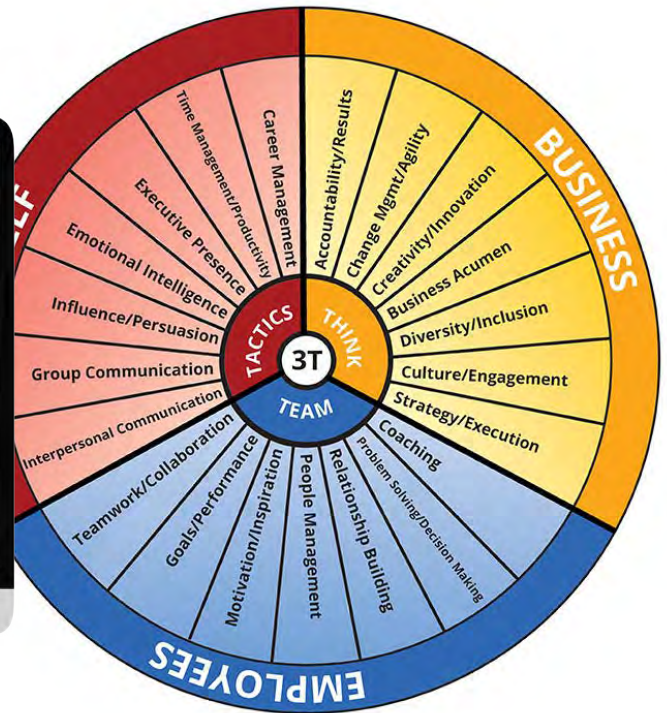 BUSINESS
Accountability/Results
Change Mgmt/Agility
Creativity/Innovation
Business Acumen
Diversity/Inclusion
Culture/Engagement
Strategy/Execution
EMPLOYEES
Coaching
Problem Solving/Decision Making
Relationship Building
People Management
Motivation/Inspiration
Goals/Performance
Teamwork/Collaboration
LF
Interpersonal Communication
Group Communication
Influence/Persuasion
Emotional Intelligence
Executive Presence
Time Management/Productivity
Career Management
TACTICS
THINK
TEAM
3T